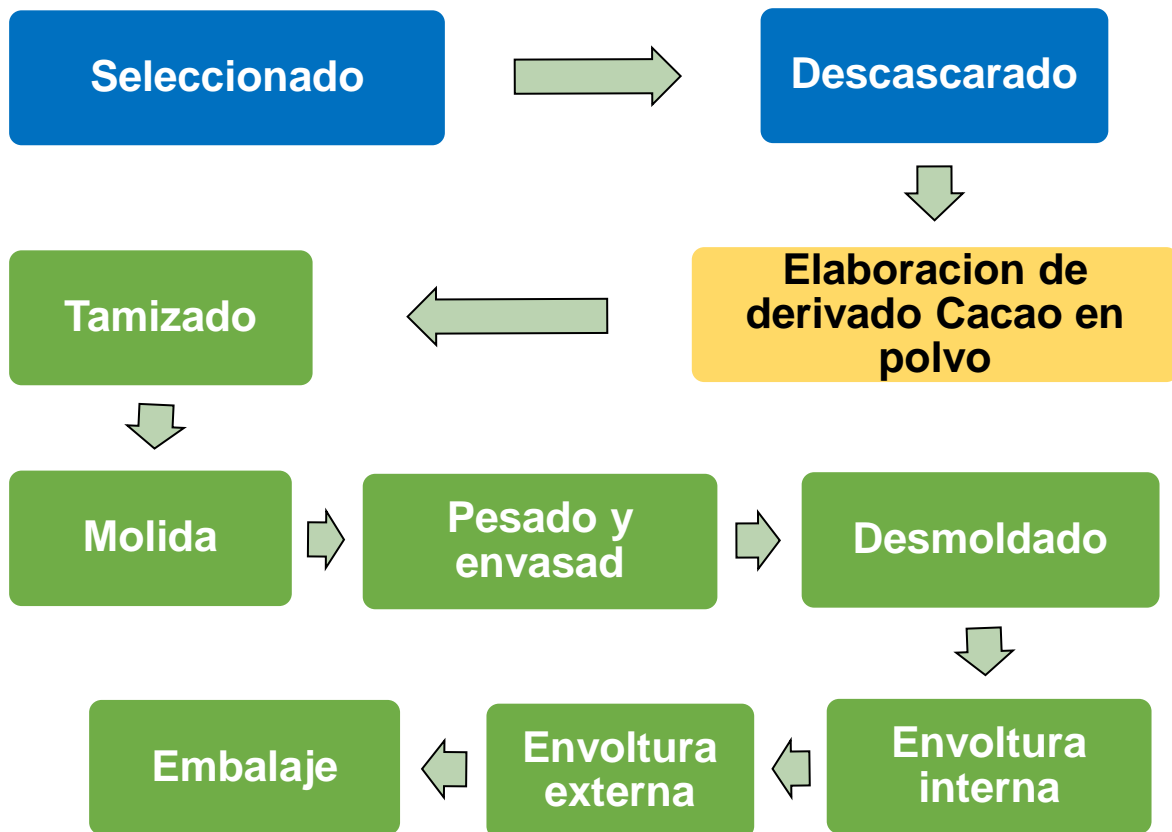 Seleccionado
Descascarado
Elaboracion de
derivado Cacao en
polvo
Tamizado
Molida
Pesado y
envasad
Desmoldado
Envoltura
interna
Envoltura
externa
Embalaje